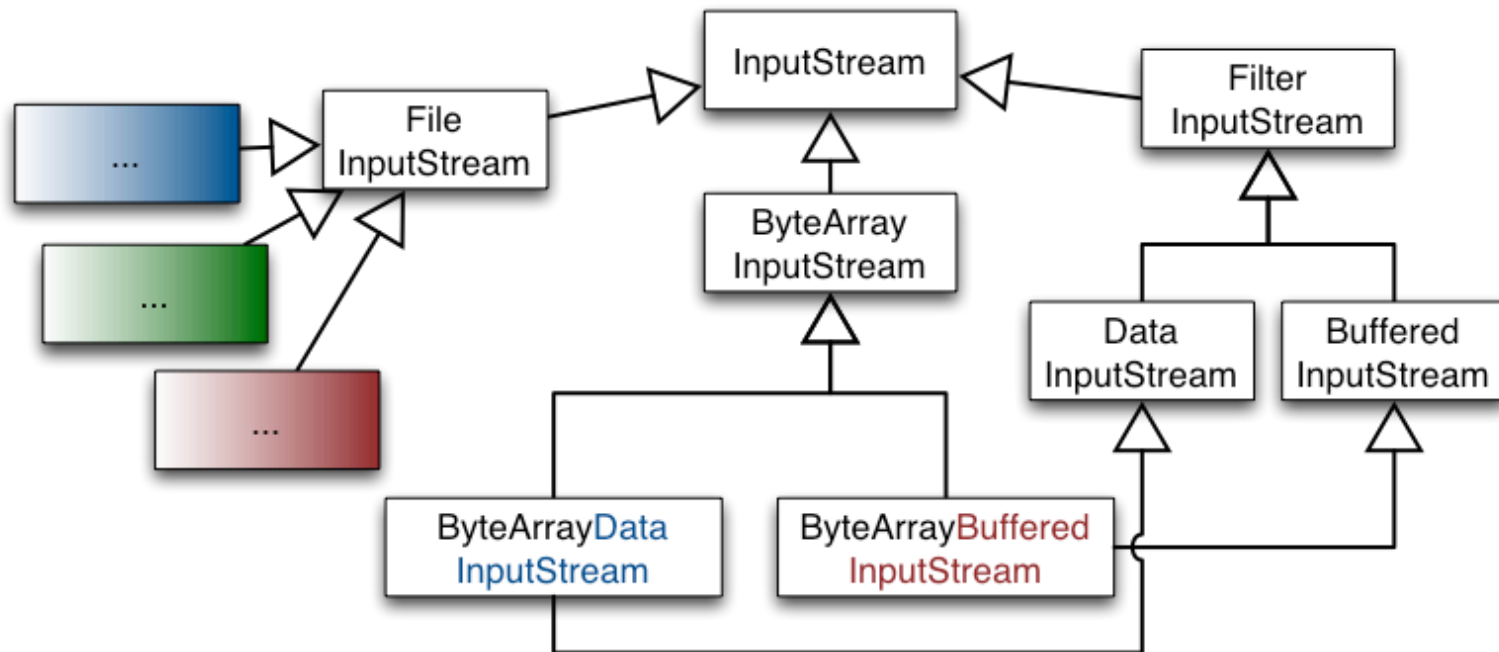 InputStream
Filter
InputStream
File
InputStream
...
ByteArray
InputStream
...
Data
InputStream
Buffered
InputStream
...
ByteArrayData
InputStream
ByteArrayBuffered
InputStream